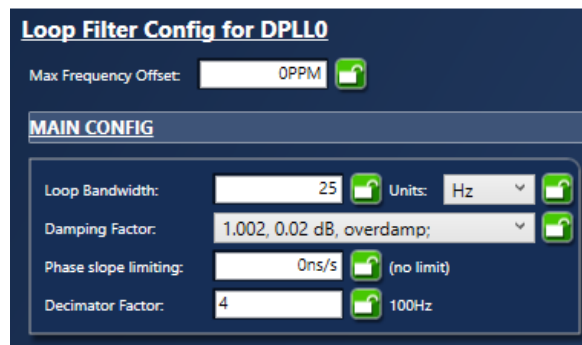 Loop Filter Config for DPLL0
Max Frequency Offset: 0PPM
MAIN CONFIG
Loop Bandwidth: 25 Units: Hz
Damping Factor: 1.002, 0.02 dB, overdamp;
Phase slope limiting: 0ns/s (no limit)
Decimator Factor: 4 100Hz